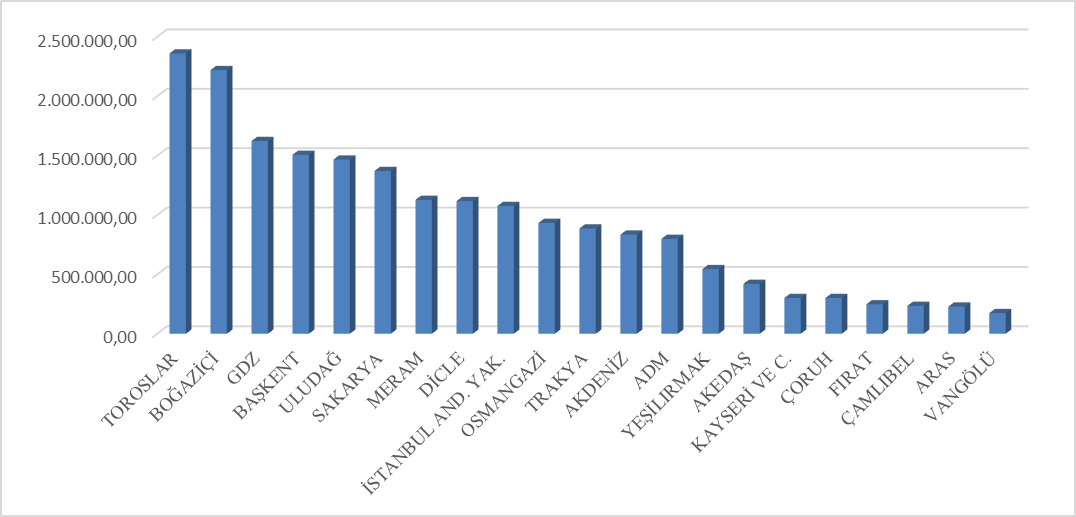 2.500.000,00
2.000.000,00
1.500.000,00
1.000.000,00
500.000,00
0,00
TOROSLAR
BOĞAZİÇİ
GDZ
BAŞKENT
ULUDAĞ
SAKARYA
MERAM
DİCLE
İSTANBUL AND. YAK.
OSMANGAZİ
TRAKYA
AKDENİZ
ADM
YEŞİLIRMAK
AKEDAŞ
KAYSERİ VE C.
ÇORUH
FIRAT
ÇAMLIBEL
ARAS
VANGÖLÜ